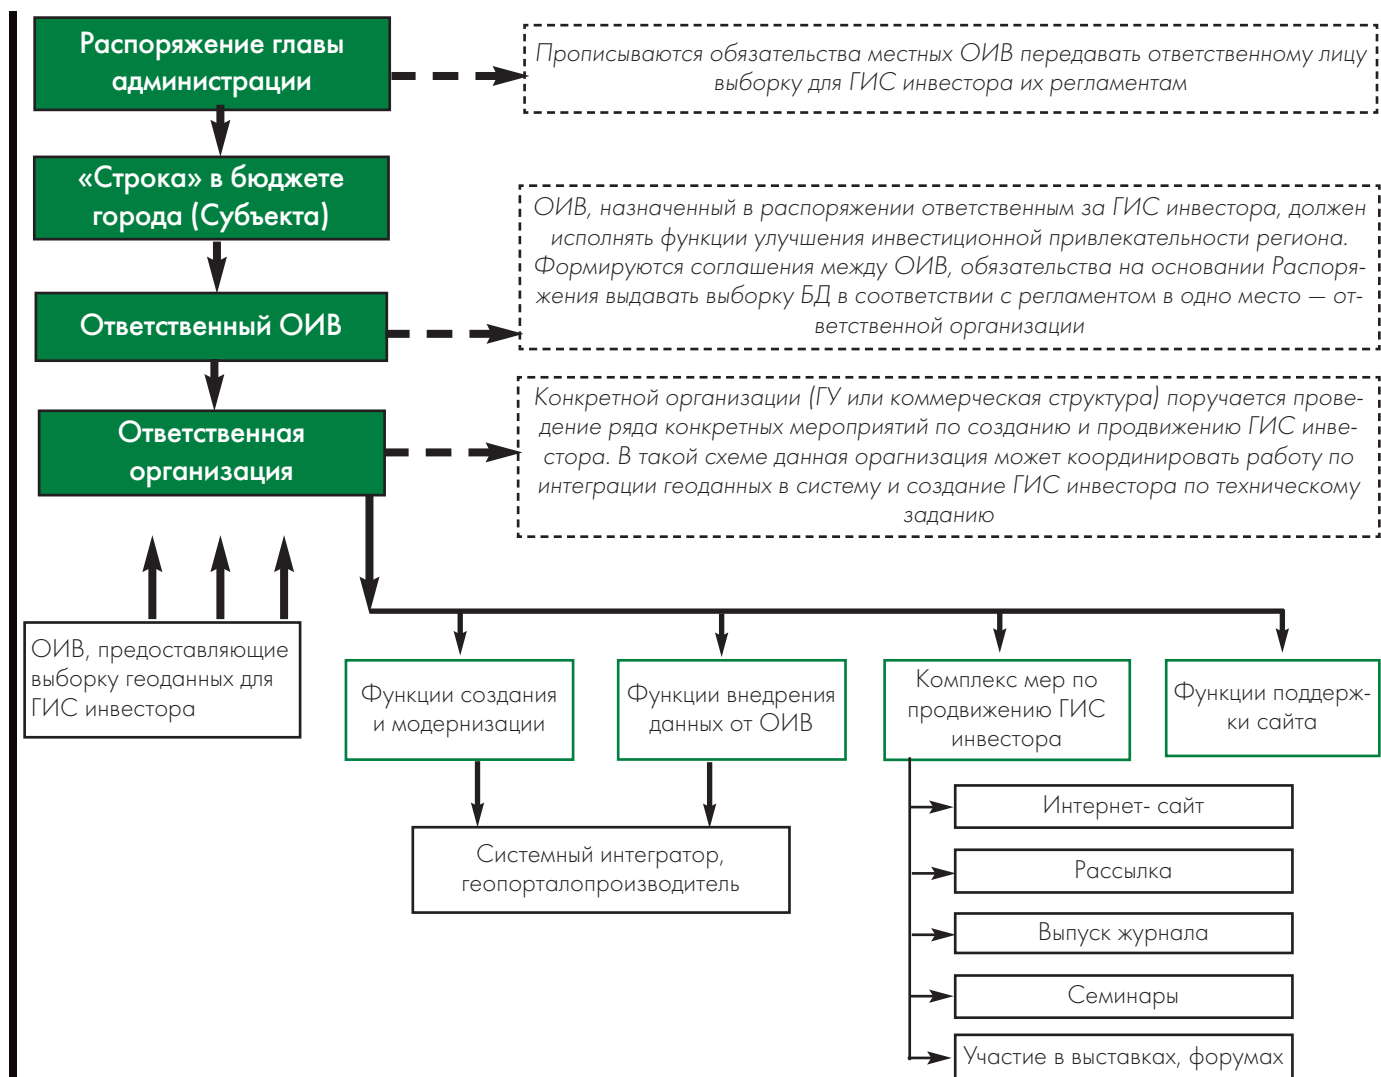 Распоряжение главы
администрации
Прописываются обязательства местных ОИВ передавать ответственному лицу
выборку для ГИС инвестора их регламентам
«Строка» в бюджете
города (Субъекта)
ОИВ, назначенный в распоряжении ответственным за ГИС инвестора, должен
исполнять функции улучшения инвестиционной привлекательности региона.
Формируются соглашения между ОИВ, обязательства на основании Распоря-
жения выдавать выборку БД в соответствии с регламентом в одно место — от-
ветственной организации
Ответственный ОИВ
Конкретной организации (ГУ или коммерческая структура) поручается прове-
дение ряда конкретных мероприятий по созданию и продвижению ГИС инве-
стора. В такой схеме данная орагнизация может координировать работу по
интеграции геоданных в систему и создание ГИС инвестора по техническому
заданию
Ответственная
организация
ОИВ, предоставляющие
выборку геоданных для
ГИС инвестора
Функции создания
и модернизации
Функции внедрения
данных от ОИВ
Комплекс мер по
продвижению ГИС
инвестора
Функции поддерж-
ки сайта
Системный интегратор,
геопорталопроизводитель
Интернет- сайт
Рассылка
Выпуск журнала
Семинары
Участие в выставках, форумах